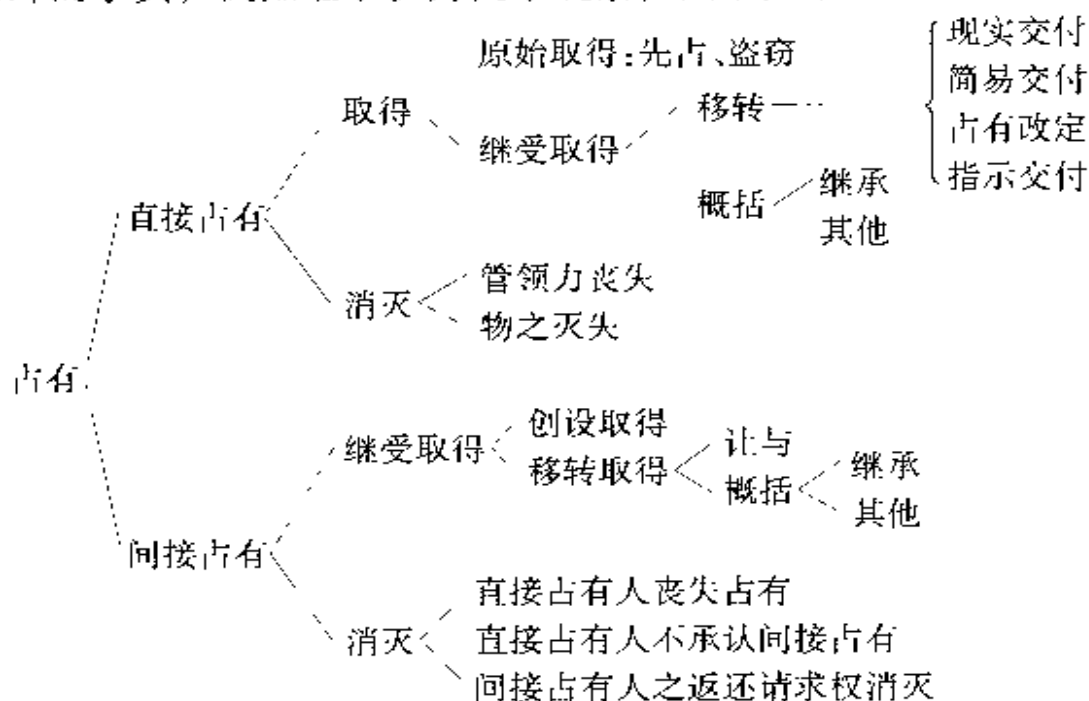 现实交付
原始取得:先占、盗窃
简易交付
取得
移转
继受取得
占有改定
指示交付
概括
继承
其他
直接占有
管领力丧失
消灭
物之灭失
占有
创设取得
继受取得
让与
移转取得
继承
概括
其他
间接占有
直接占有人丧失占有
消灭
直接占有人不承认间接占有
间接占有人之返还请求权消灭